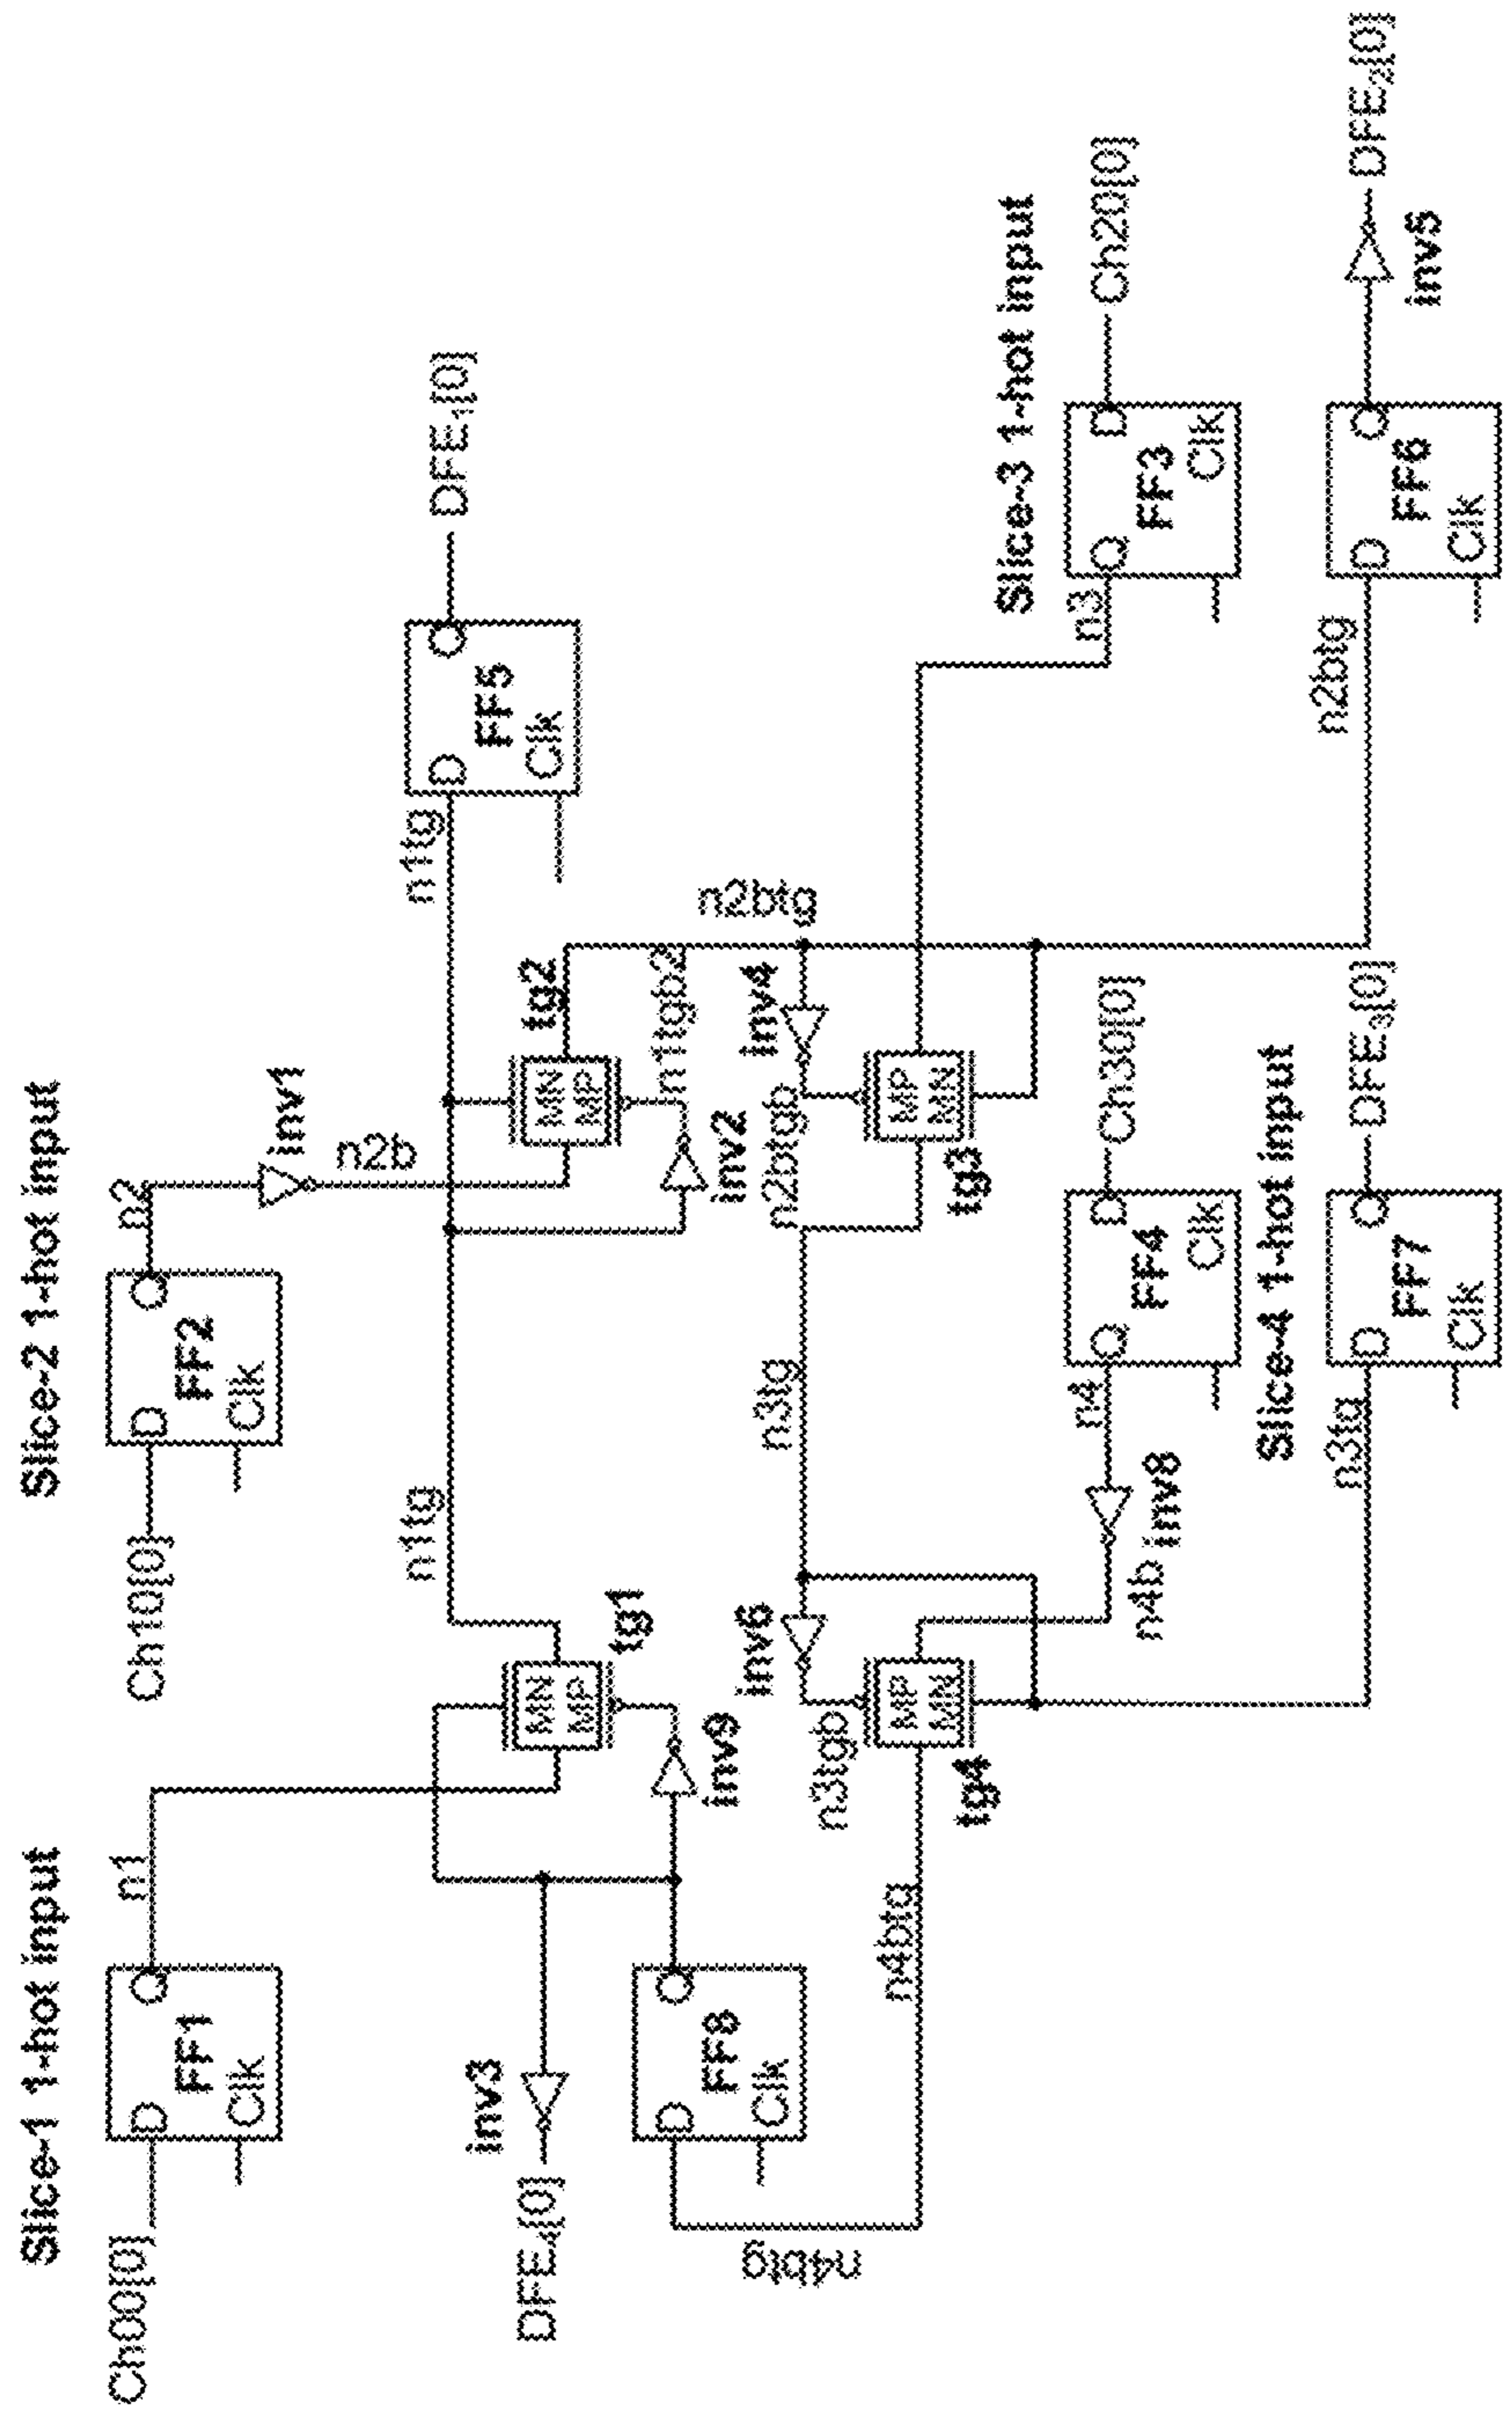 Slice-1 1-hot input
Slice-2 1-hot input
Ch00[0]
D
Q
FF1
Clk
n1
Ch10[0]
D
Q
FF2
Clk
n2
inv1
n2b
DFE₄[0]
inv3
n1tg
n1tg
D
Q
FF5
Clk
DFE₁[0]
MN
MP
tg1
inv9
MN
MP
tg2
n1tgb2
inv2
n2btg
D
Q
FF8
Clk
n4btg
n4btg
inv6
n3tgb
MP
MN
tg4
n3tg
n2btgb
inv4
MP
MN
tg3
Slice-3 1-hot input
n3
Q
D
FF3
Clk
Ch20[0]
n4b
inv8
n4
Q
D
FF4
Clk
Ch30[0]
Slice-4 1-hot input
n3tg
D
Q
FF7
Clk
DFE₃[0]
n2btg
D
Q
FF6
Clk
inv5
DFE₂[0]